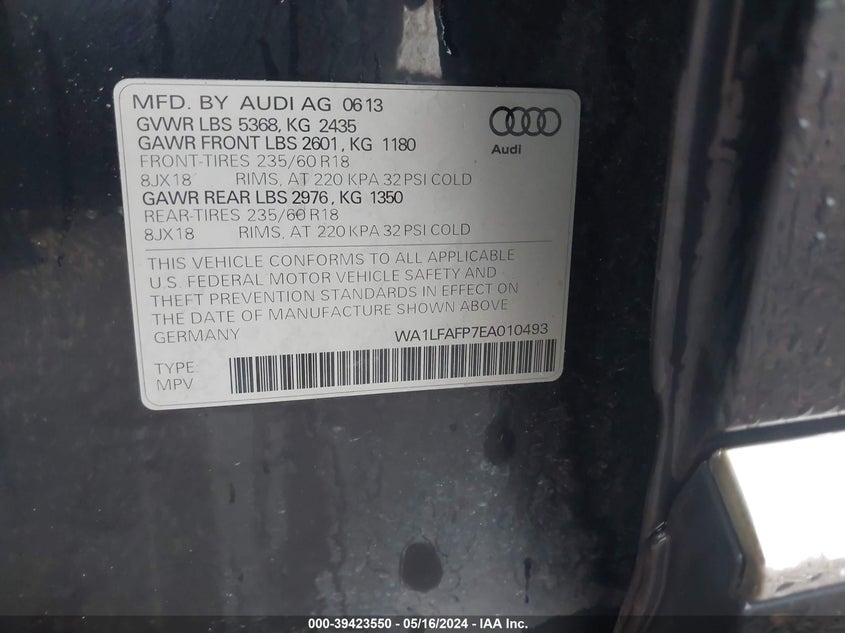 MFD. BY AUDI AG 0613
GVWR LBS 5368, KG 2435
GAWR FRONT LBS 2601, KG 1180
FRONT-TIRES 235/60 R18
8JX18 RIMS, AT 220 KPA 32 PSI COLD
GAWR REAR LBS 2976, KG 1350
REAR-TIRES 235/60 R18
8JX18 RIMS, AT 220 KPA 32 PSI COLD
Audi
THIS VEHICLE CONFORMS TO ALL APPLICABLE
U.S. FEDERAL MOTOR VEHICLE SAFETY AND
THEFT PREVENTION STANDARDS IN EFFECT ON
THE DATE OF MANUFACTURE SHOWN ABOVE
GERMANY WA1LFAFP7EA010493
TYPE:
MPV
000-39423550 - 05/16/2024 - IAA Inc.